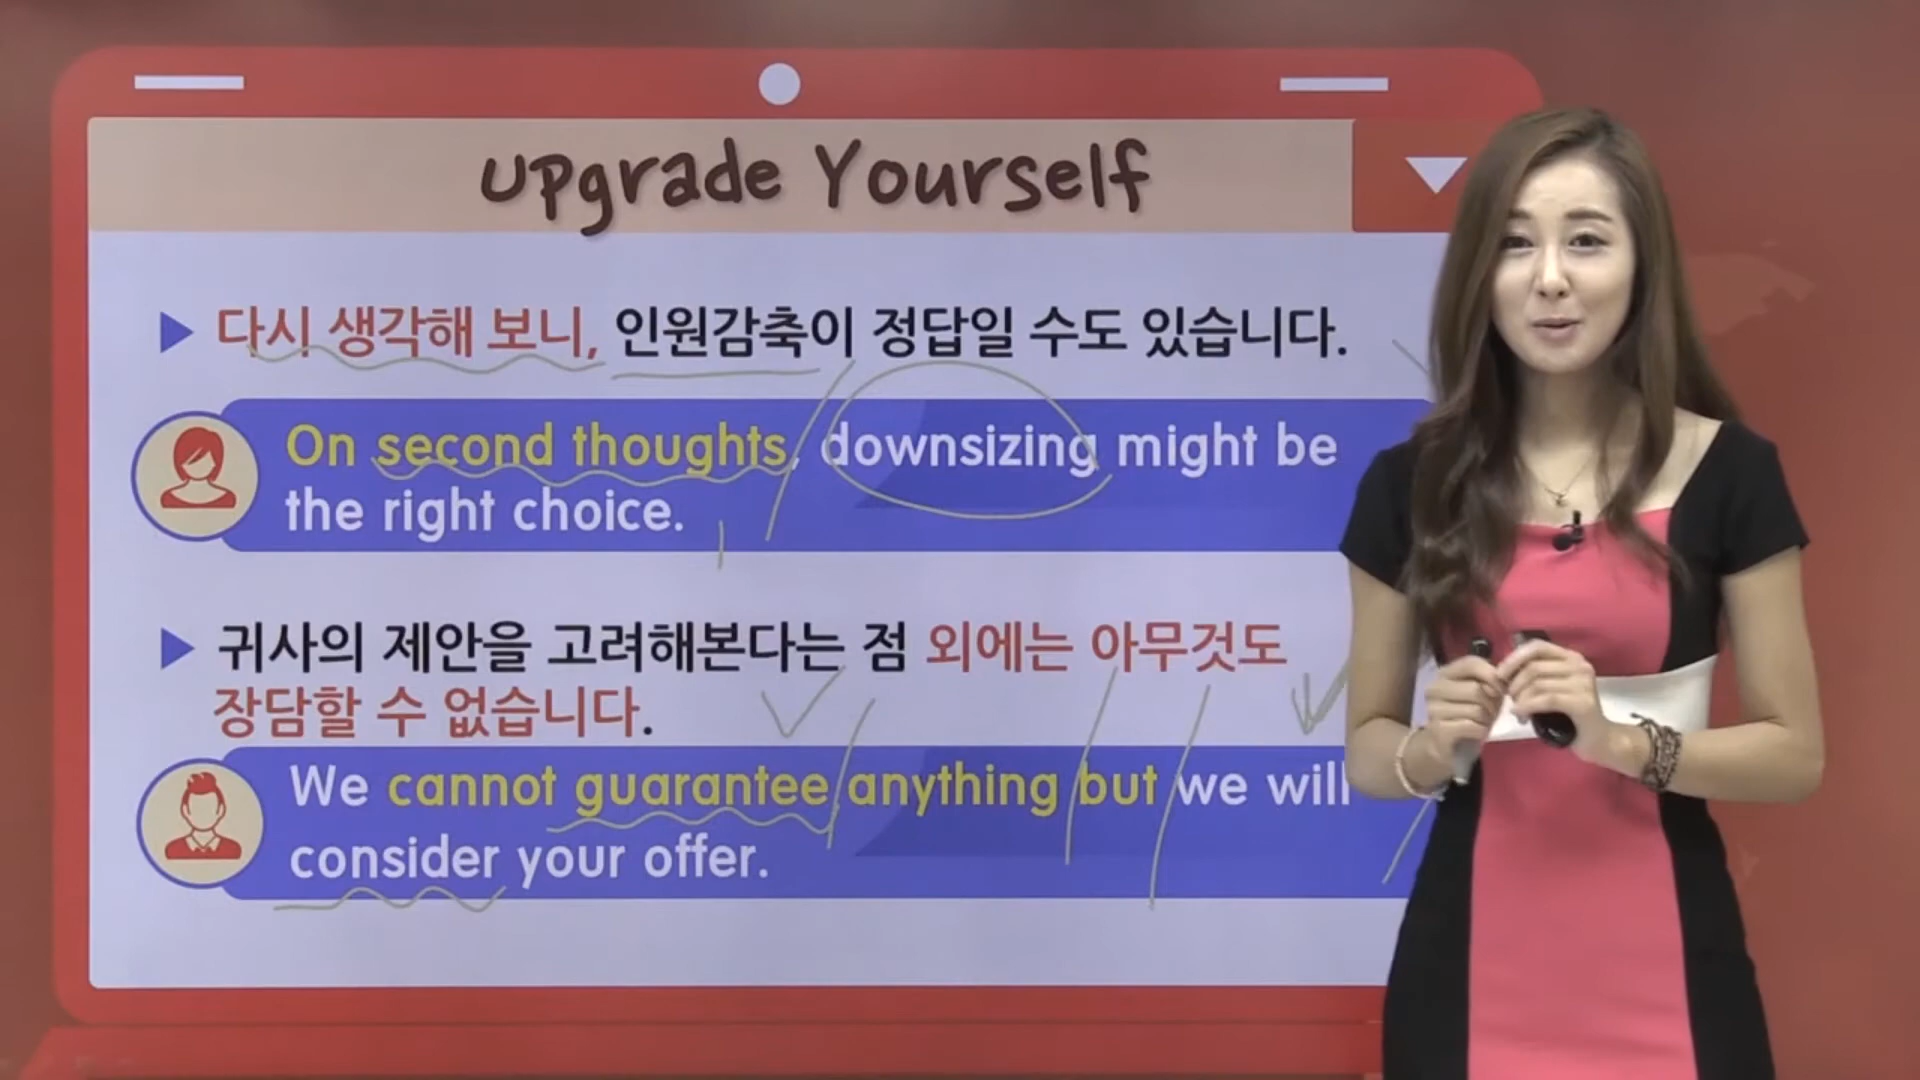 Upgrade Yourself
다시 생각해 보니, 인원감축이 정답일 수도 있습니다.
On second thoughts, downsizing might be
the right choice.
귀사의 제안을 고려해본다는 점 외에는 아무것도
장담할 수 없습니다.
We cannot guarantee anything but we will
consider your offer.